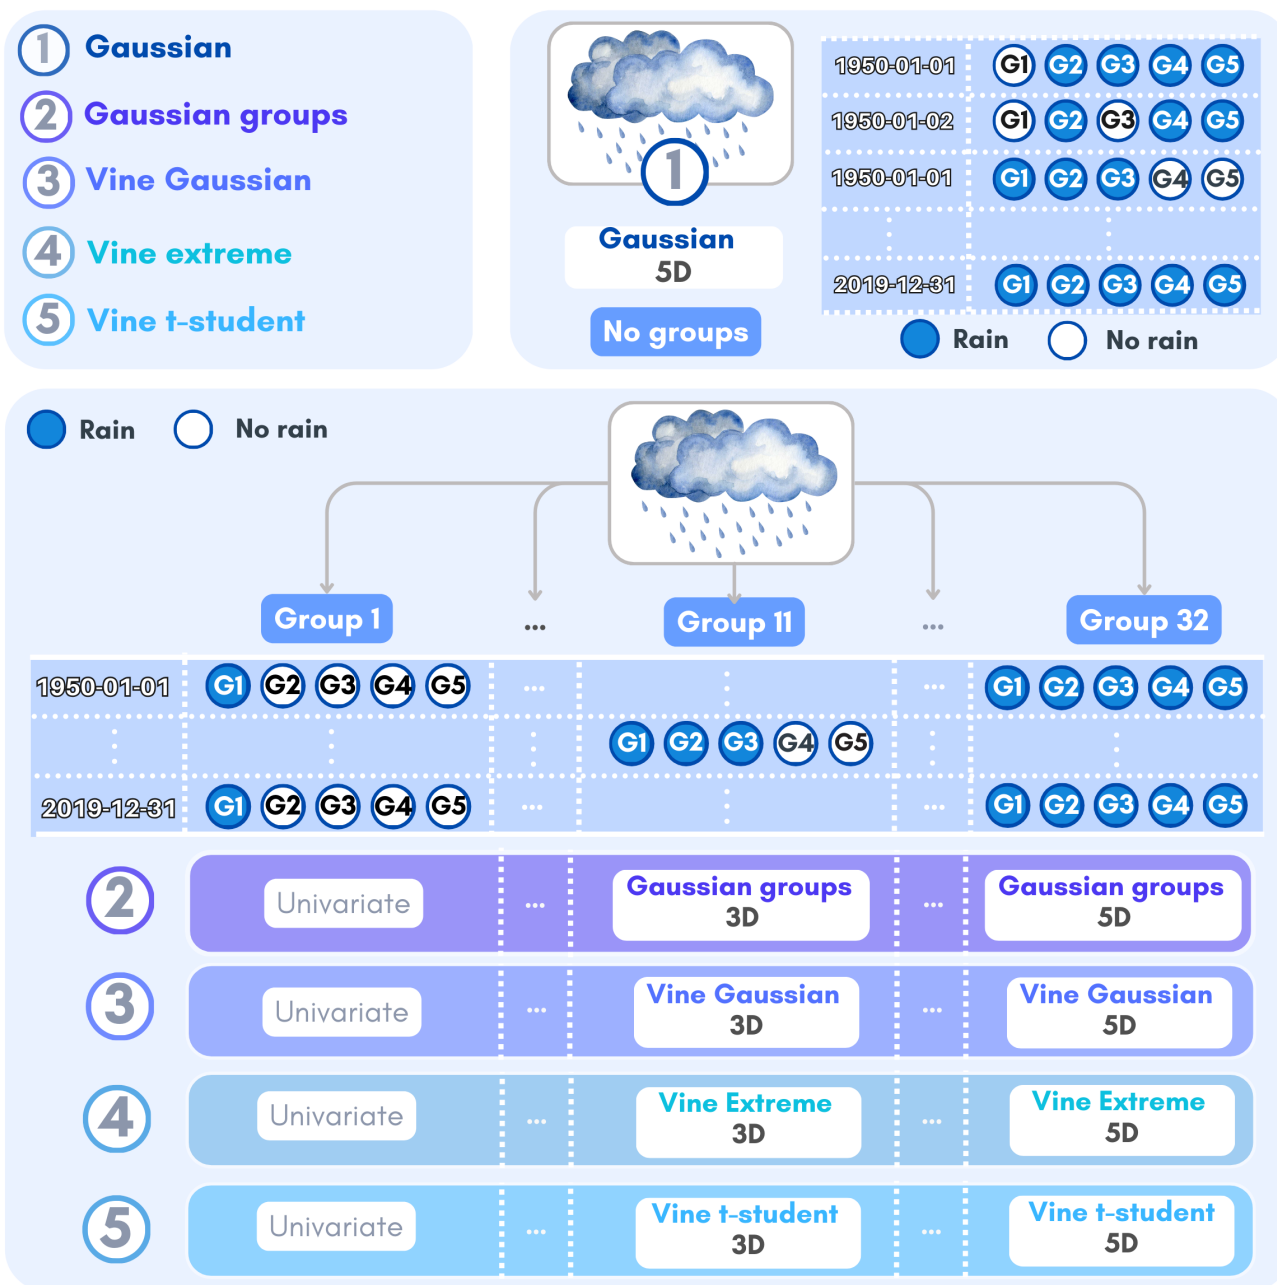 1 Gaussian
2 Gaussian groups
3 Vine Gaussian
4 Vine extreme
5 Vine t-student
1
Gaussian
5D
No groups
1950-01-01 G1 G2 G3 G4 G5
1950-01-02 G1 G2 G3 G4 G5
1950-01-01 G1 G2 G3 G4 G5
2019-12-31 G1 G2 G3 G4 G5
Rain No rain
Rain No rain
Group 1 ... Group 11 ... Group 32
1950-01-01 G1 G2 G3 G4 G5 ... ... G1 G2 G3 G4 G5
G1 G2 G3 G4 G5
2019-12-31 G1 G2 G3 G4 G5 ... ... G1 G2 G3 G4 G5
2 Univariate ... Gaussian groups ... Gaussian groups
3D 5D
3 Univariate ... Vine Gaussian ... Vine Gaussian
3D 5D
4 Univariate ... Vine Extreme ... Vine Extreme
3D 5D
5 Univariate ... Vine t-student ... Vine t-student
3D 5D